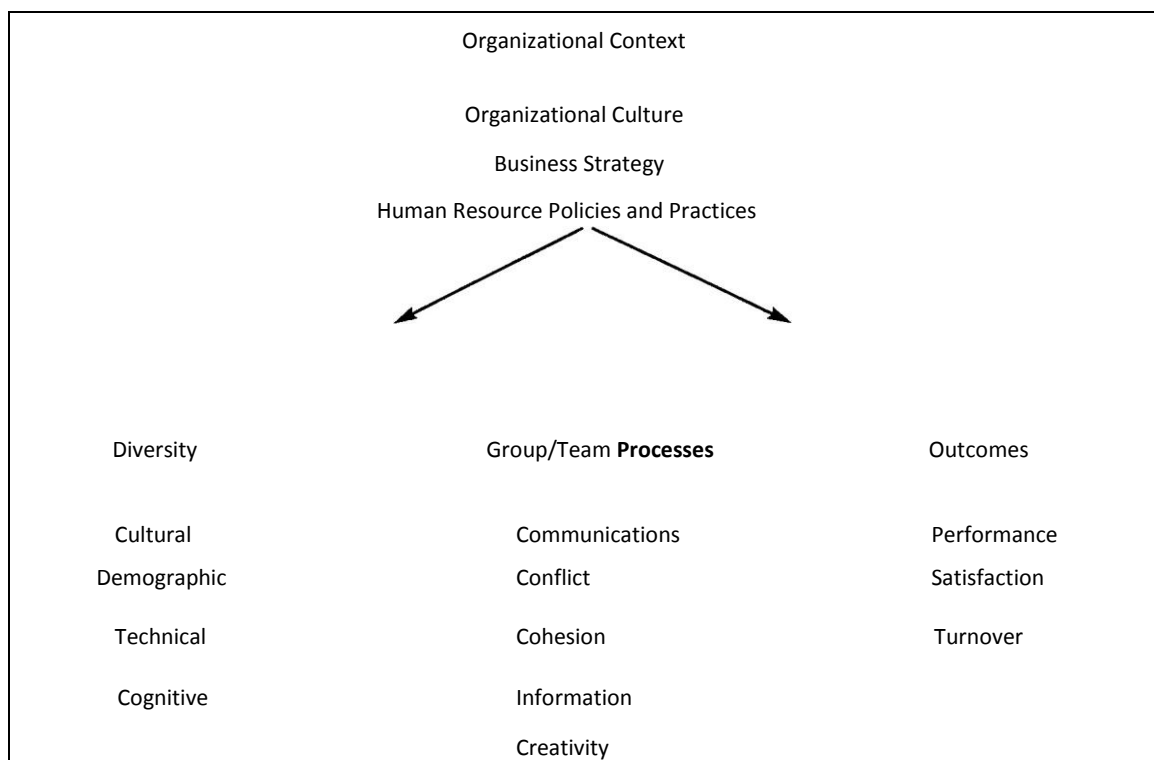 Organizational Context
Organizational Culture
Business Strategy
Human Resource Policies and Practices
Diversity Group/Team Processes Outcomes
Cultural Communications Performance
Demographic Conflict Satisfaction
Technical Cohesion Turnover
Cognitive Information
Creativity